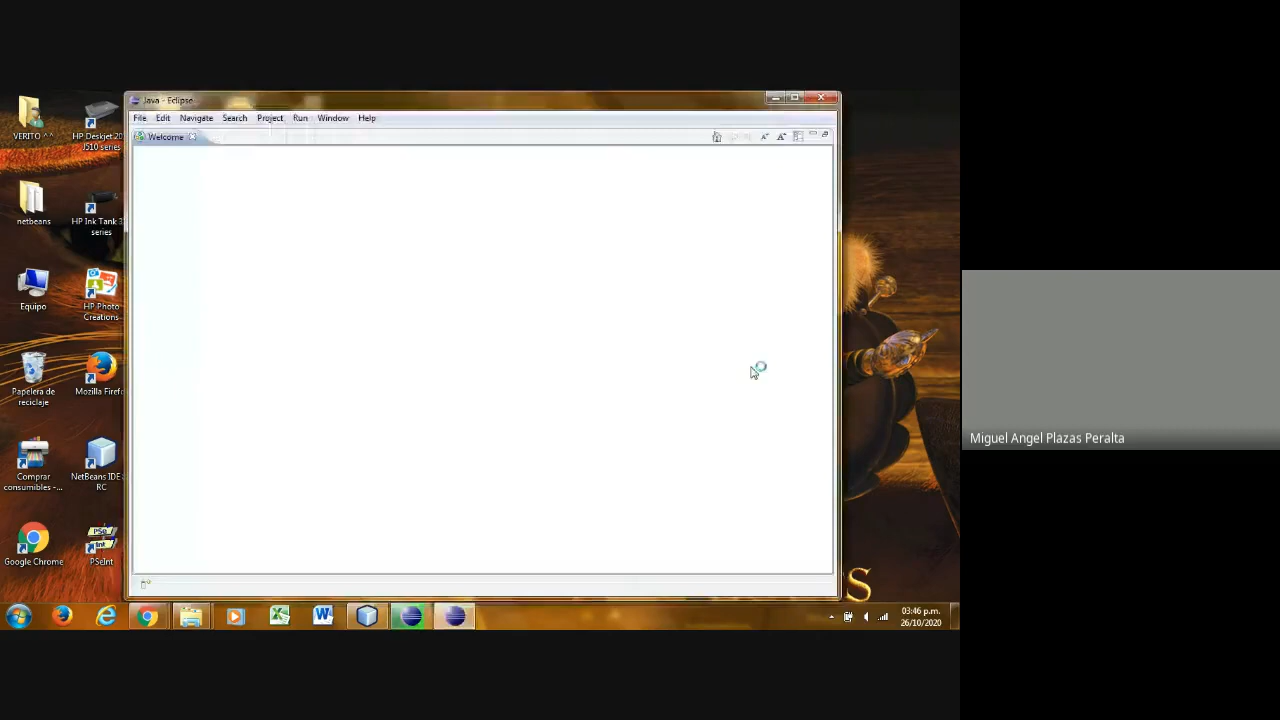 Java - Eclipse
File Edit Navigate Search Project Run Window Help
Welcome
VERITO ^^
HP Deskjet 20
J510 series
netbeans
HP Ink Tank 3
series
Equipo
HP Photo
Creations
Papelera de
reciclaje
Mozilla Firefo
Comprar
consumibles -...
NetBeans IDE
RC
Google Chrome
PSeInt
S
03:46 p.m.
26/10/2020
Miguel Angel Plazas Peralta